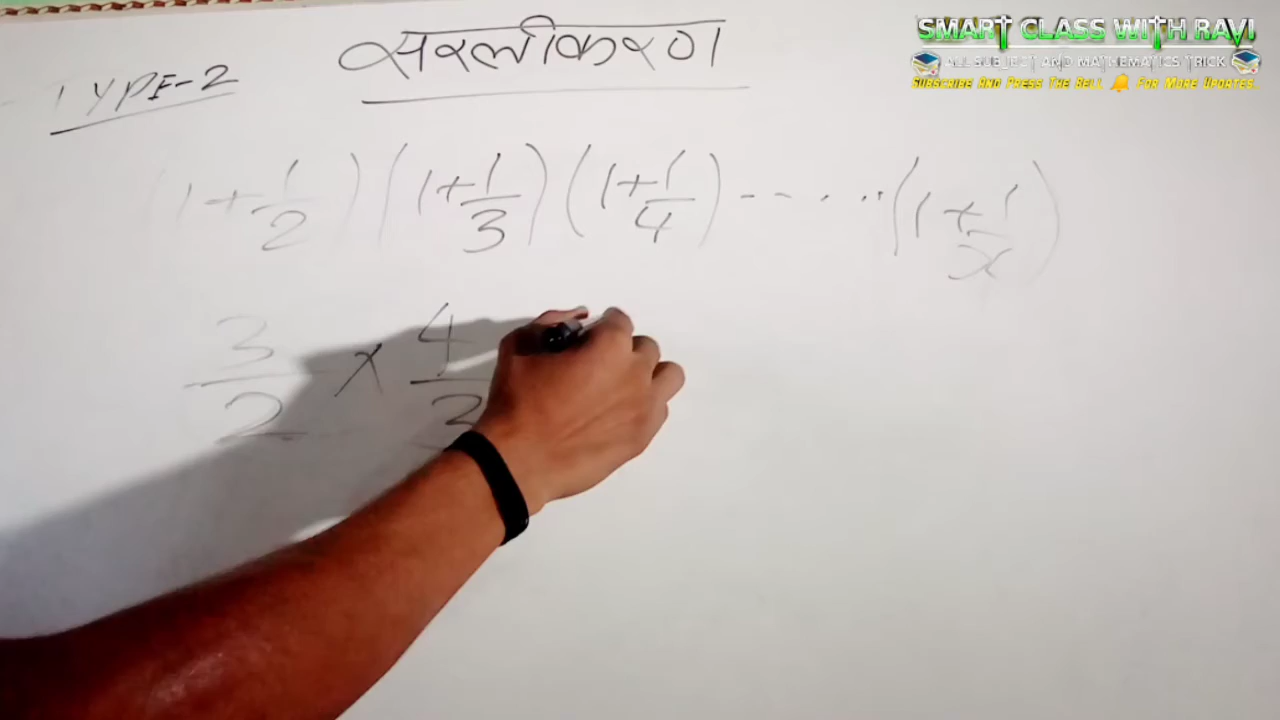 SMART CLASS WITH RAVI
ALL SUBJECT AND MATHEMATICS TRICK
SUBSCRIBE AND PRESS THE BELL 🔔 FOR MORE UPDATES..
सरलीकरण
TYPE-2
(1+1/2) (1+1/3) (1+1/4) - - · · ·· (1+1/x)
3/2 × 4/3